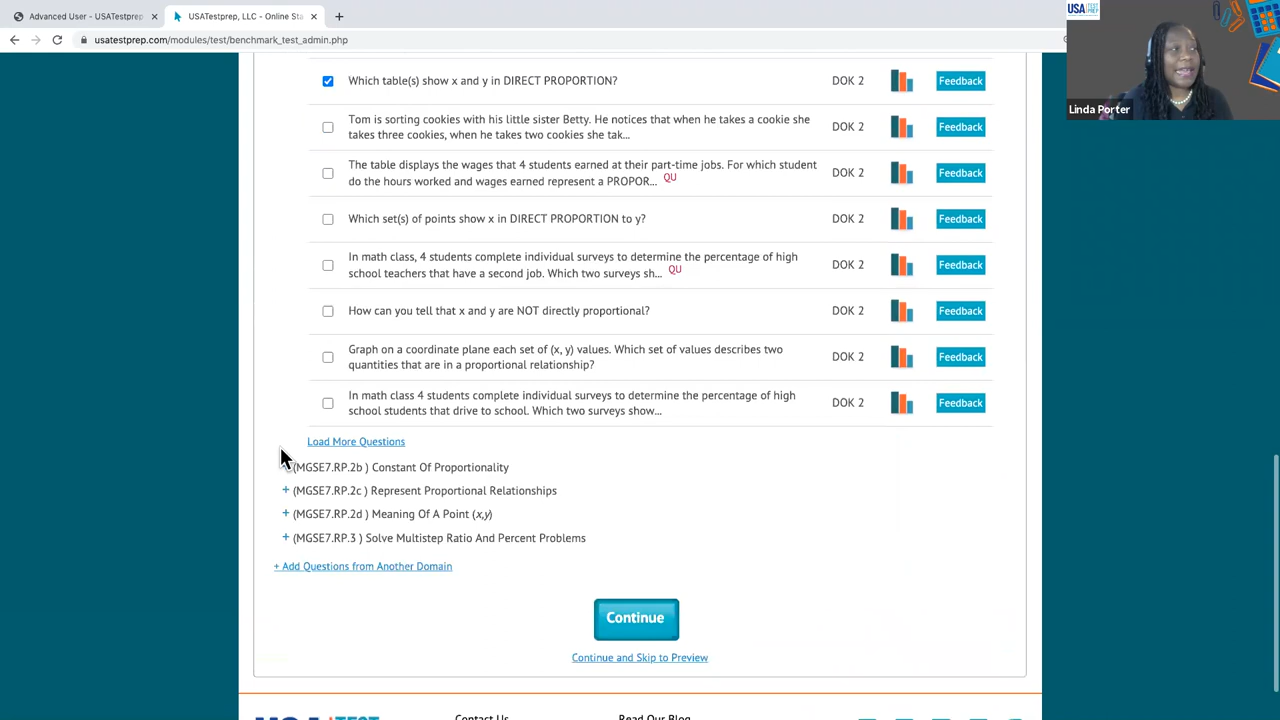 Advanced User - USATestprep
USATestprep, LLC - Online Sta
usatestprep.com/modules/test/benchmark_test_admin.php
USA TEST PREP
Linda Porter
Which table(s) show x and y in DIRECT PROPORTION?
DOK 2
Feedback
Tom is sorting cookies with his little sister Betty. He notices that when he takes a cookie she
takes three cookies, when he takes two cookies she tak...
DOK 2
Feedback
The table displays the wages that 4 students earned at their part-time jobs. For which student
do the hours worked and wages earned represent a PROPOR... QU
DOK 2
Feedback
Which set(s) of points show x in DIRECT PROPORTION to y?
DOK 2
Feedback
In math class, 4 students complete individual surveys to determine the percentage of high
school teachers that have a second job. Which two surveys sh... QU
DOK 2
Feedback
How can you tell that x and y are NOT directly proportional?
DOK 2
Feedback
Graph on a coordinate plane each set of (x, y) values. Which set of values describes two
quantities that are in a proportional relationship?
DOK 2
Feedback
In math class 4 students complete individual surveys to determine the percentage of high
school students that drive to school. Which two surveys show...
DOK 2
Feedback
Load More Questions
(MGSE7.RP.2b ) Constant Of Proportionality
+ (MGSE7.RP.2c ) Represent Proportional Relationships
+ (MGSE7.RP.2d ) Meaning Of A Point (x,y)
+ (MGSE7.RP.3 ) Solve Multistep Ratio And Percent Problems
+ Add Questions from Another Domain
Continue
Continue and Skip to Preview
USA TEST
Contact Us
Read Our Blog